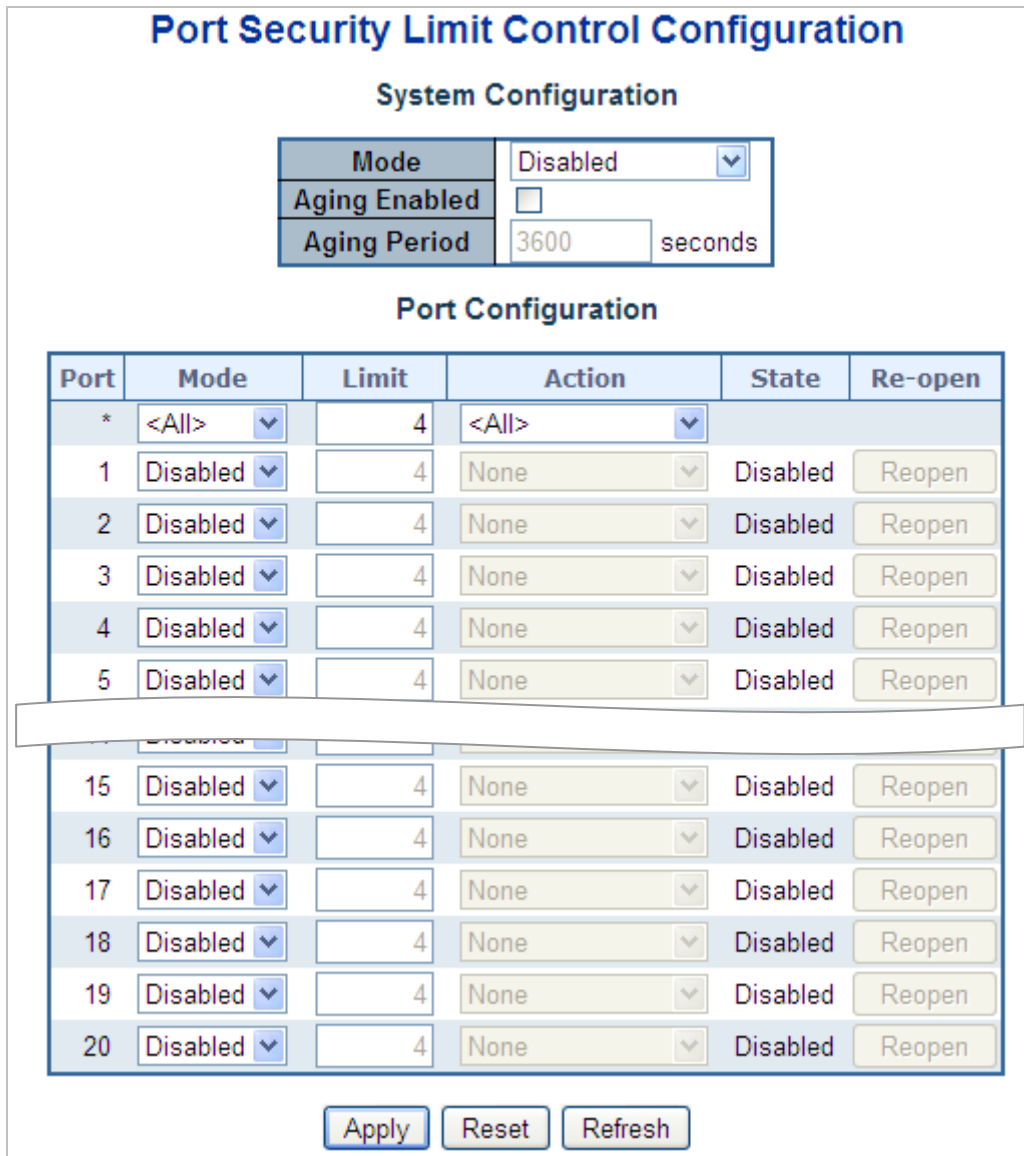 Port Security Limit Control Configuration
System Configuration
Mode Disabled
Aging Enabled
Aging Period 3600 seconds
Port Configuration
Port Mode Limit Action State Re-open
* <All> 4 <All>
1 Disabled 4 None Disabled Reopen
2 Disabled 4 None Disabled Reopen
3 Disabled 4 None Disabled Reopen
4 Disabled 4 None Disabled Reopen
5 Disabled 4 None Disabled Reopen
15 Disabled 4 None Disabled Reopen
16 Disabled 4 None Disabled Reopen
17 Disabled 4 None Disabled Reopen
18 Disabled 4 None Disabled Reopen
19 Disabled 4 None Disabled Reopen
20 Disabled 4 None Disabled Reopen
Apply Reset Refresh